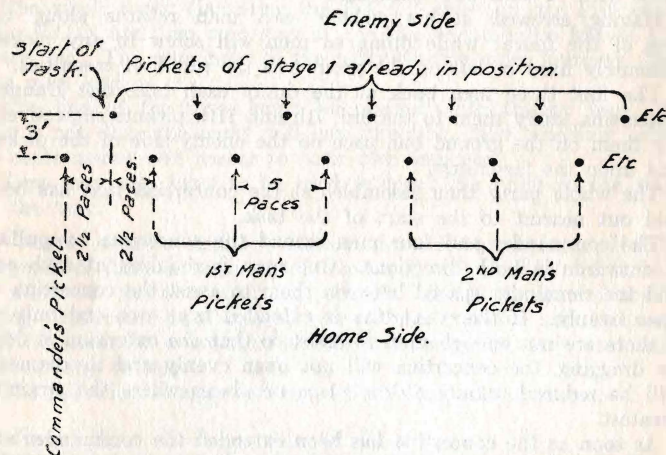 Enemy Side
Start of
Task.
Pickets of Stage 1 already in position.
Etc
3'
Etc
2½ Paces
2½ Paces.
5
Paces
Commander's Picket
1ST Man's
Pickets
2ND Man's
Pickets
Home Side.